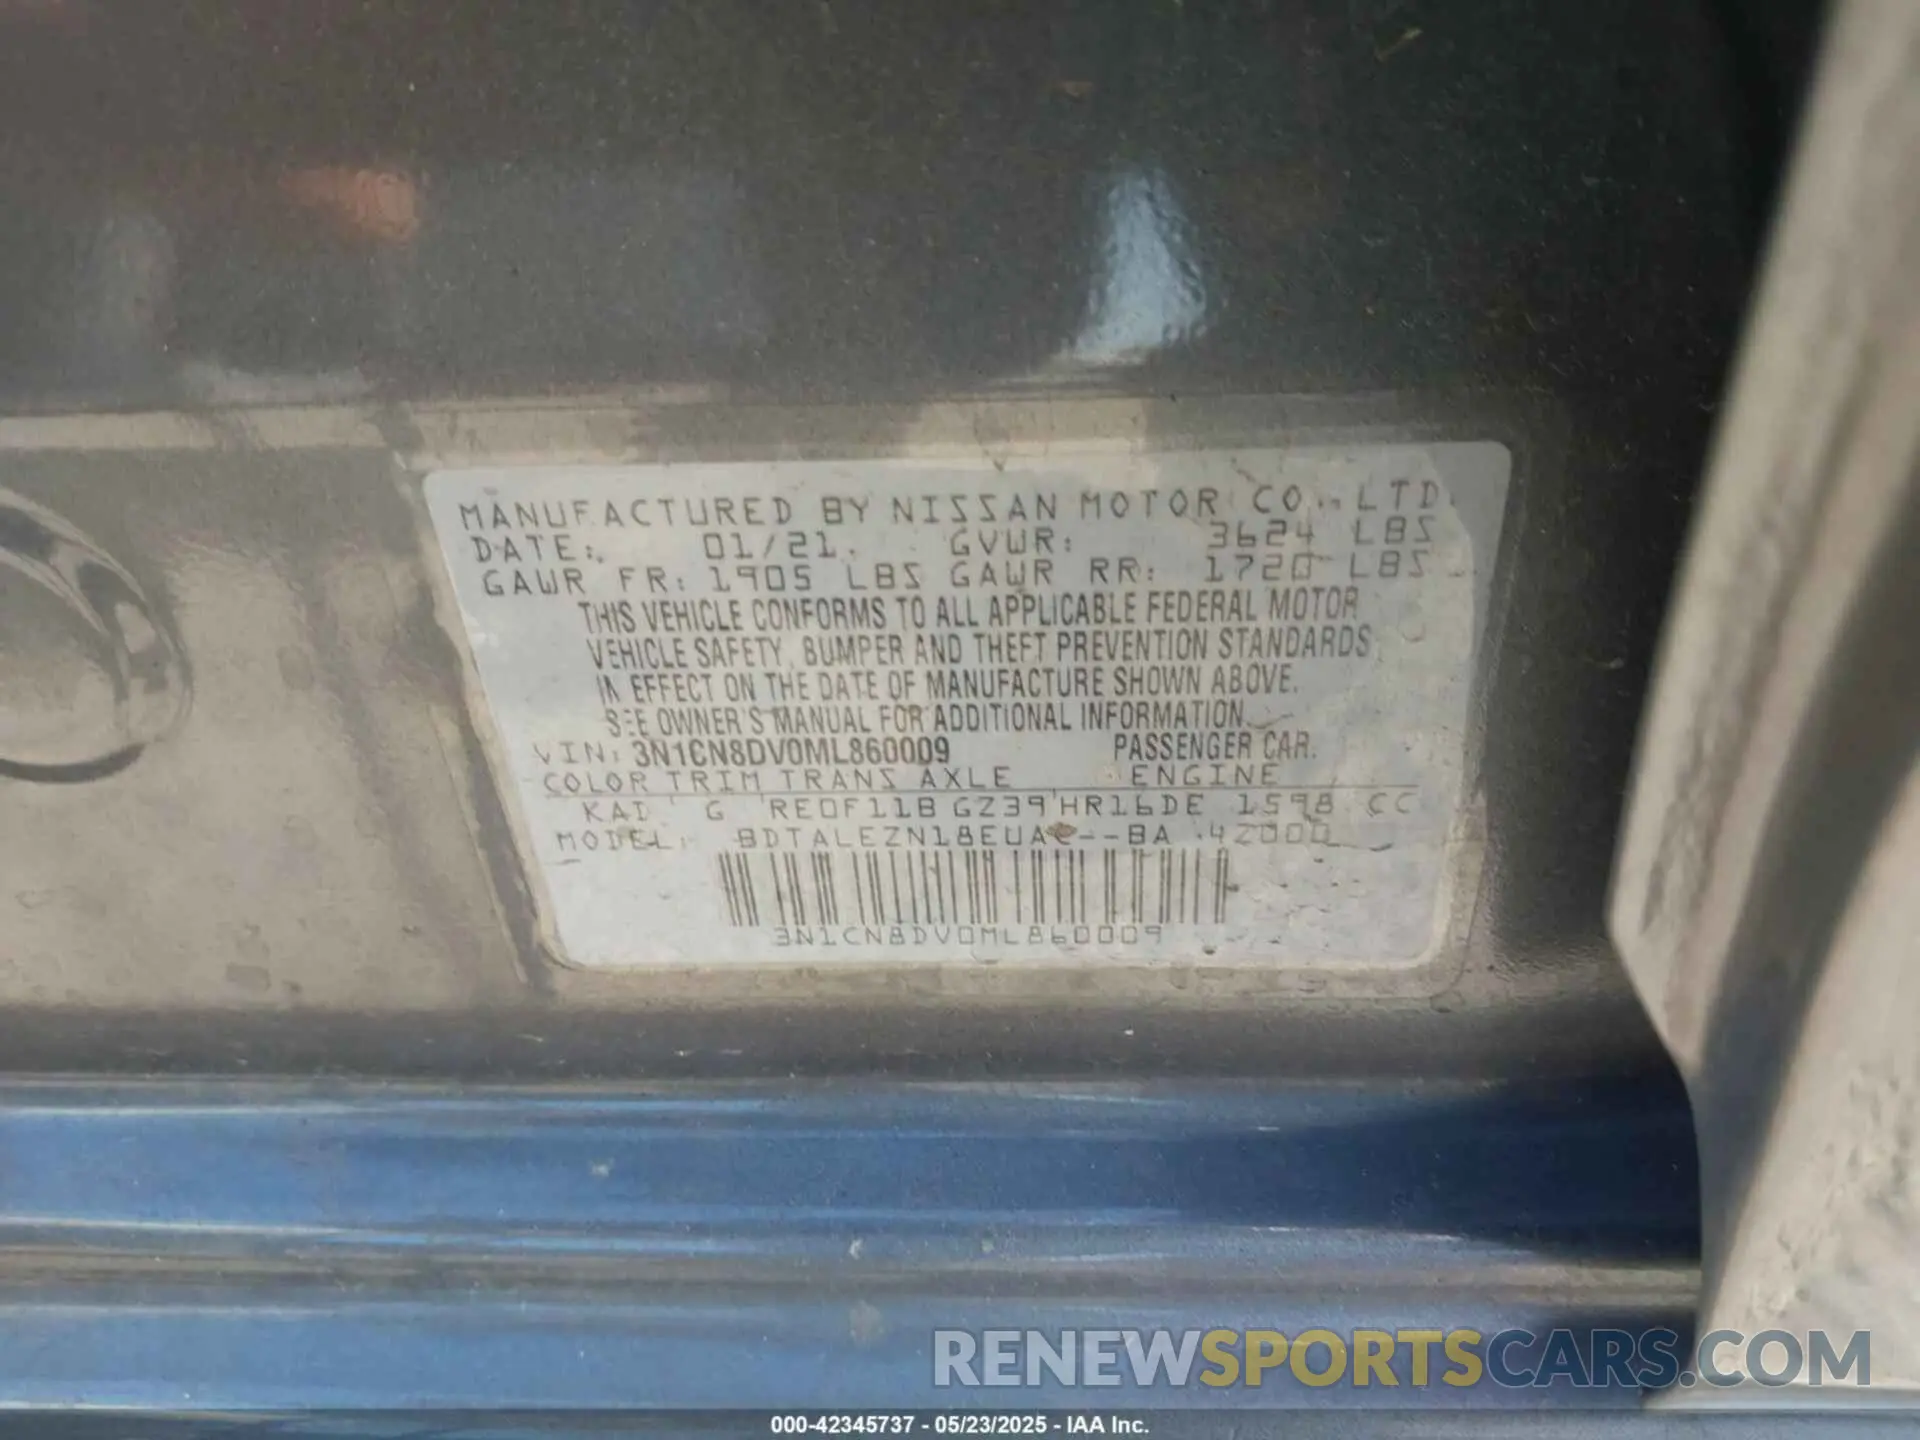 MANUFACTURED BY NISSAN MOTOR CO., LTD.
DATE: 01/21 GVWR: 3624 LBS
GAWR FR: 1905 LBS GAWR RR: 1720 LBS
THIS VEHICLE CONFORMS TO ALL APPLICABLE FEDERAL MOTOR
VEHICLE SAFETY, BUMPER AND THEFT PREVENTION STANDARDS
IN EFFECT ON THE DATE OF MANUFACTURE SHOWN ABOVE.
SEE OWNER'S MANUAL FOR ADDITIONAL INFORMATION.
VIN: 3N1CN8DV0ML860009 PASSENGER CAR.
COLOR TRIM TRANS AXLE ENGINE
KAD G RE0F11B GZ39 HR16DE 1598 CC
MODEL: BDTALEZN18EUA---BA 4Z000
3N1CN8DV0ML860009
RENEWSPORTSCARS.COM
000-42345737 - 05/23/2025 - IAA Inc.